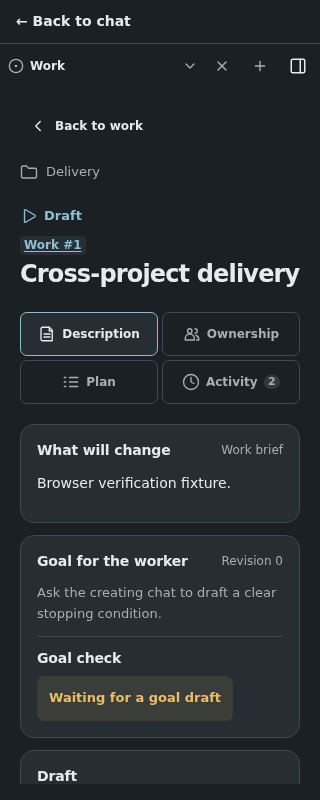 ← Back to chat
Work
Back to work
Delivery
Draft
Work #1
Cross-project delivery
Description
Ownership
Plan
Activity 2
What will change
Work brief
Browser verification fixture.
Goal for the worker
Revision 0
Ask the creating chat to draft a clear
stopping condition.
Goal check
Waiting for a goal draft
Draft